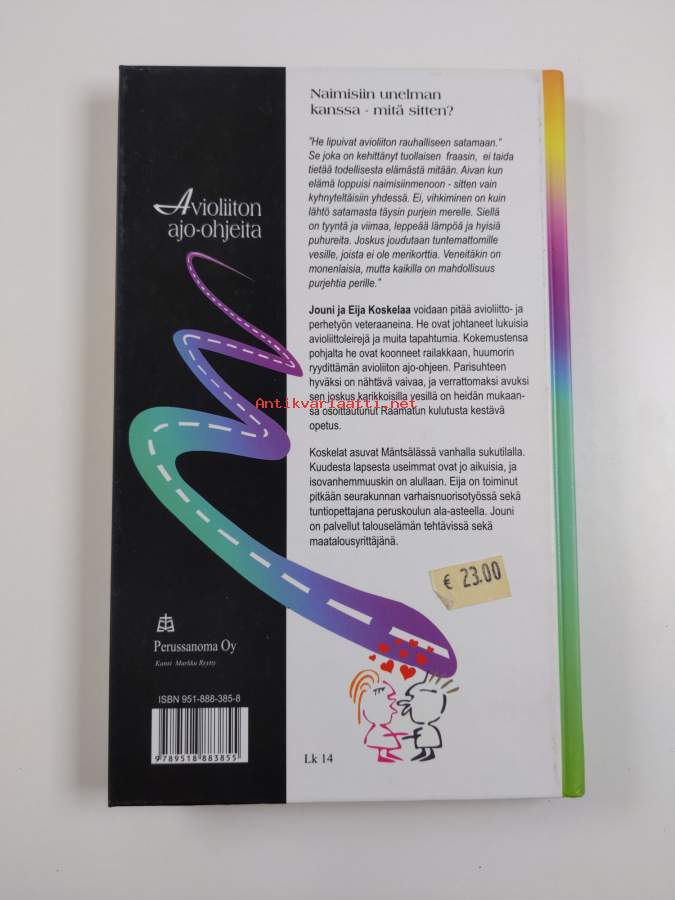 Naimisiin unelman
kanssa - mitä sitten?
"He lipuivat avioliiton rauhalliseen satamaan."
Se joka on kehittänyt tuollaisen fraasin, ei taida
tietää todellisesta elämästä mitään. Aivan kun
elämä loppuisi naimisiinmenoon - sitten vain
kyhnyteltäisiin yhdessä. Ei, vihkiminen on kuin
lähtö satamasta täysin purjein merelle. Siellä
on tyyntä ja viimaa, leppeää lämpöä ja hyisiä
puhureita. Joskus joudutaan tuntemattomille
vesille, joista ei ole merikorttia. Veneitäkin on
monenlaisia, mutta kaikilla on mahdollisuus
purjehtia perille."
Jouni ja Eija Koskelaa voidaan pitää avioliitto- ja
perhetyön veteraaneina. He ovat johtaneet lukuisia
avioliittoleirejä ja muita tapahtumia. Kokemustensa
pohjalta he ovat koonneet railakkaan, huumorin
ryydittämän avioliiton ajo-ohjeen. Parisuhteen
hyväksi on nähtävä vaivaa, ja verrattomaksi avuksi
sen joskus karikkoisilla vesillä on heidän mukaan-
sa osoittautunut Raamatun kulutusta kestävä
opetus.
Koskelat asuvat Mäntsälässä vanhalla sukutilalla.
Kuudesta lapsesta useimmat ovat jo aikuisia, ja
isovanhemmuuskin on alullaan. Eija on toiminut
pitkään seurakunnan varhaisnuorisotyössä sekä
tuntiopettajana peruskoulun ala-asteella. Jouni
on palvellut talouselämän tehtävissä sekä
maatalousyrittäjänä.
Avioliiton
ajo-ohjeita
Antikvariaatti.net
€ 23.00
Perussanoma Oy
Kansi Markku Reytty
ISBN 951-888-385-8
9789518883855
Lk 14